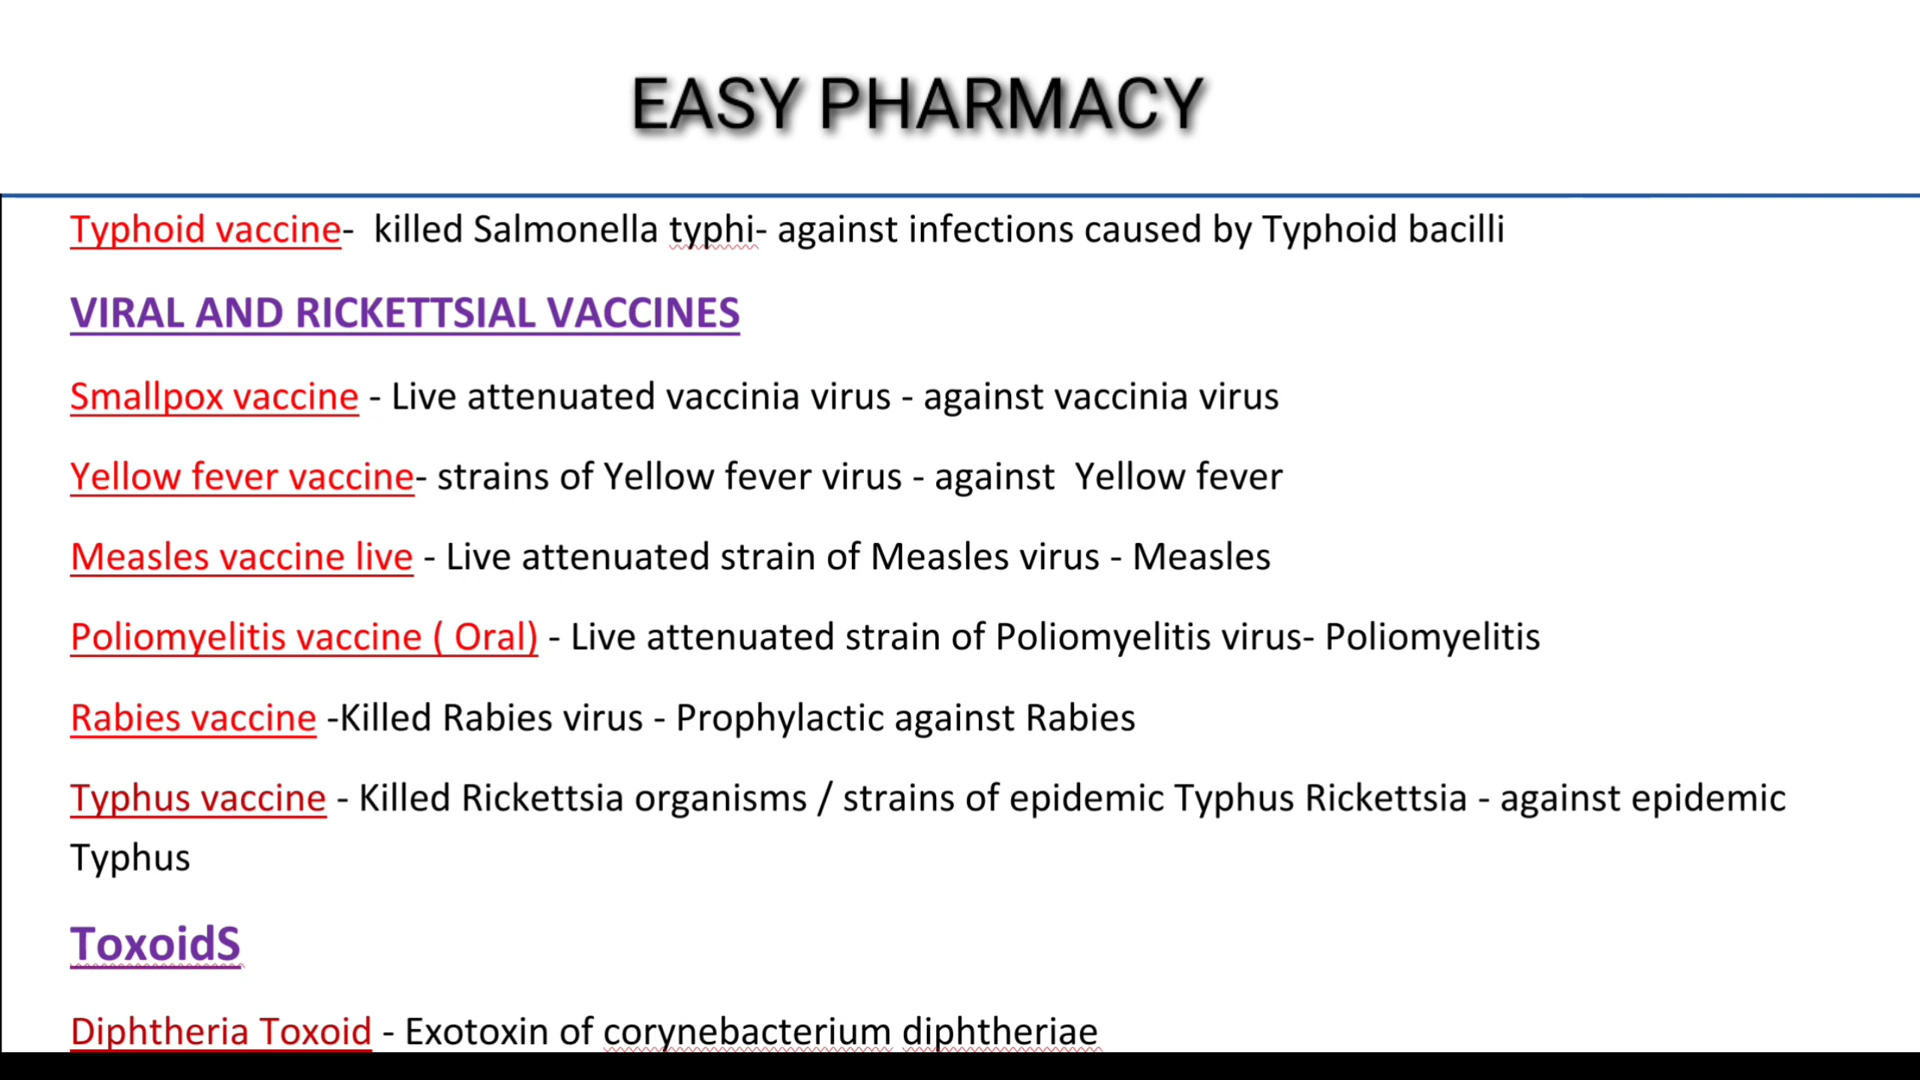 EASY PHARMACY
Typhoid vaccine-  killed Salmonella typhi- against infections caused by Typhoid bacilli
VIRAL AND RICKETTSIAL VACCINES
Smallpox vaccine - Live attenuated vaccinia virus - against vaccinia virus
Yellow fever vaccine- strains of Yellow fever virus - against  Yellow fever
Measles vaccine live - Live attenuated strain of Measles virus - Measles
Poliomyelitis vaccine ( Oral) - Live attenuated strain of Poliomyelitis virus- Poliomyelitis
Rabies vaccine -Killed Rabies virus - Prophylactic against Rabies
Typhus vaccine - Killed Rickettsia organisms / strains of epidemic Typhus Rickettsia - against epidemic
Typhus
ToxoidS
Diphtheria Toxoid - Exotoxin of corynebacterium diphtheriae